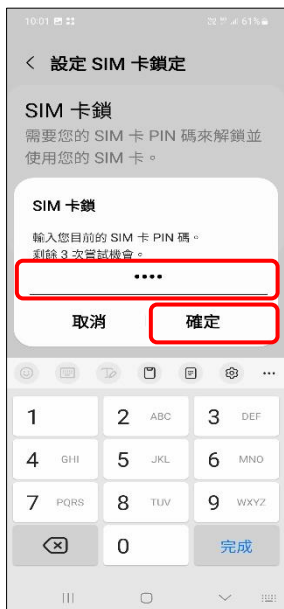 10:01
61%
設定 SIM 卡鎖定
SIM 卡鎖
需要您的 SIM 卡 PIN 碼來解鎖並
使用您的 SIM 卡。
SIM 卡鎖
輸入您目前的 SIM 卡 PIN 碼。
剩餘 3 次嘗試機會。
••••
取消 確定
1 2 ABC 3 DEF
4 GHI 5 JKL 6 MNO
7 PQRS 8 TUV 9 WXYZ
0 完成